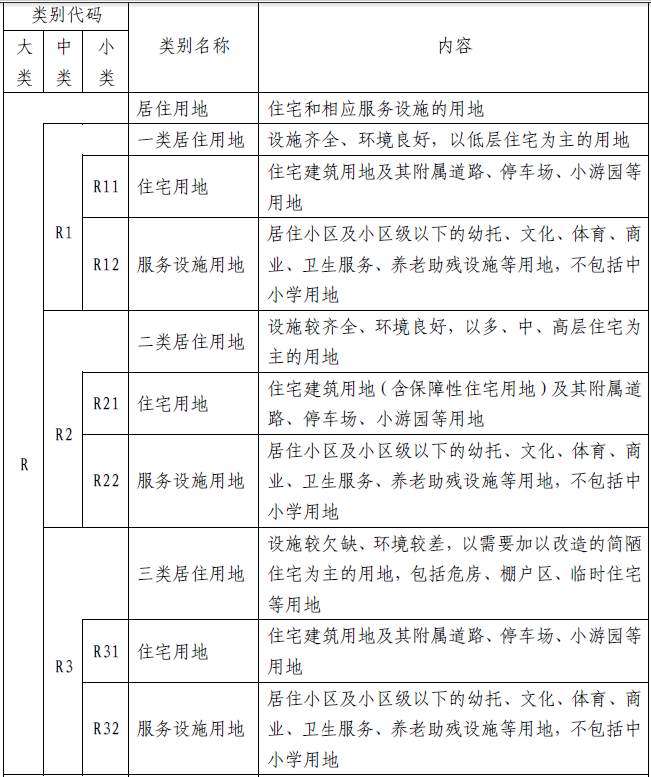 类别代码
大类
中类
小类
类别名称
内容
R
居住用地
住宅和相应服务设施的用地
R1
一类居住用地
设施齐全、环境良好，以低层住宅为主的用地
R11
住宅用地
住宅建筑用地及其附属道路、停车场、小游园等
用地
R12
服务设施用地
居住小区及小区级以下的幼托、文化、体育、商
业、卫生服务、养老助残设施等用地，不包括中
小学用地
R2
二类居住用地
设施较齐全、环境良好，以多、中、高层住宅为
主的用地
R21
住宅用地
住宅建筑用地（含保障性住宅用地）及其附属道
路、停车场、小游园等用地
R22
服务设施用地
居住小区及小区级以下的幼托、文化、体育、商
业、卫生服务、养老助残设施等用地，不包括中
小学用地
R3
三类居住用地
设施较欠缺、环境较差，以需要加以改造的简陋
住宅为主的用地，包括危房、棚户区、临时住宅
等用地
R31
住宅用地
住宅建筑用地及其附属道路、停车场、小游园等
用地
R32
服务设施用地
居住小区及小区级以下的幼托、文化、体育、商
业、卫生服务、养老助残设施等用地，不包括中
小学用地